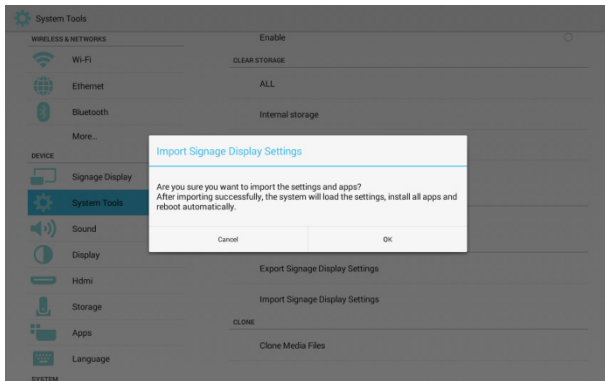 System Tools
WIRELESS & NETWORKS
Wi-Fi
Ethernet
Bluetooth
More...
DEVICE
Signage Display
System Tools
Sound
Display
Hdmi
Storage
Apps
Language
SYSTEM
Enable
CLEAR STORAGE
ALL
Internal storage
Import Signage Display Settings
Are you sure you want to import the settings and apps?
After importing successfully, the system will load the settings, install all apps and
reboot automatically.
Cancel OK
Export Signage Display Settings
Import Signage Display Settings
CLONE
Clone Media Files